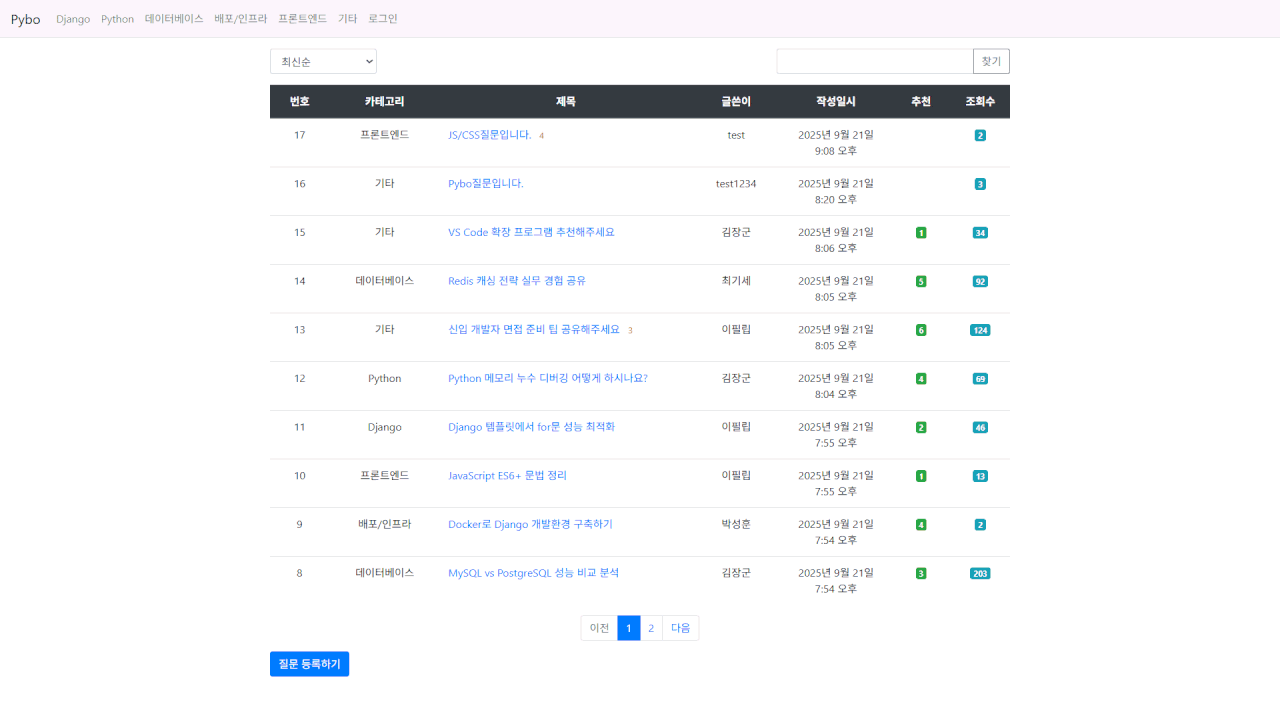 Pybo Django Python 데이터베이스 배포/인프라 프론트엔드 기타 로그인
최신순 찾기
번호 카테고리 제목 글쓴이 작성일시 추천 조회수
17 프론트엔드 JS/CSS질문입니다. 4 test 2025년 9월 21일 2
9:08 오후
16 기타 Pybo질문입니다. test1234 2025년 9월 21일 3
8:20 오후
15 기타 VS Code 확장 프로그램 추천해주세요 김장군 2025년 9월 21일 1 34
8:06 오후
14 데이터베이스 Redis 캐싱 전략 실무 경험 공유 최기세 2025년 9월 21일 5 92
8:05 오후
13 기타 신입 개발자 면접 준비 팁 공유해주세요 3 이필립 2025년 9월 21일 6 124
8:05 오후
12 Python Python 메모리 누수 디버깅 어떻게 하시나요? 김장군 2025년 9월 21일 4 69
8:04 오후
11 Django Django 템플릿에서 for문 성능 최적화 이필립 2025년 9월 21일 2 46
7:55 오후
10 프론트엔드 JavaScript ES6+ 문법 정리 이필립 2025년 9월 21일 1 13
7:55 오후
9 배포/인프라 Docker로 Django 개발환경 구축하기 박성훈 2025년 9월 21일 4 2
7:54 오후
8 데이터베이스 MySQL vs PostgreSQL 성능 비교 분석 김장군 2025년 9월 21일 3 203
7:54 오후
이전 1 2 다음
질문 등록하기